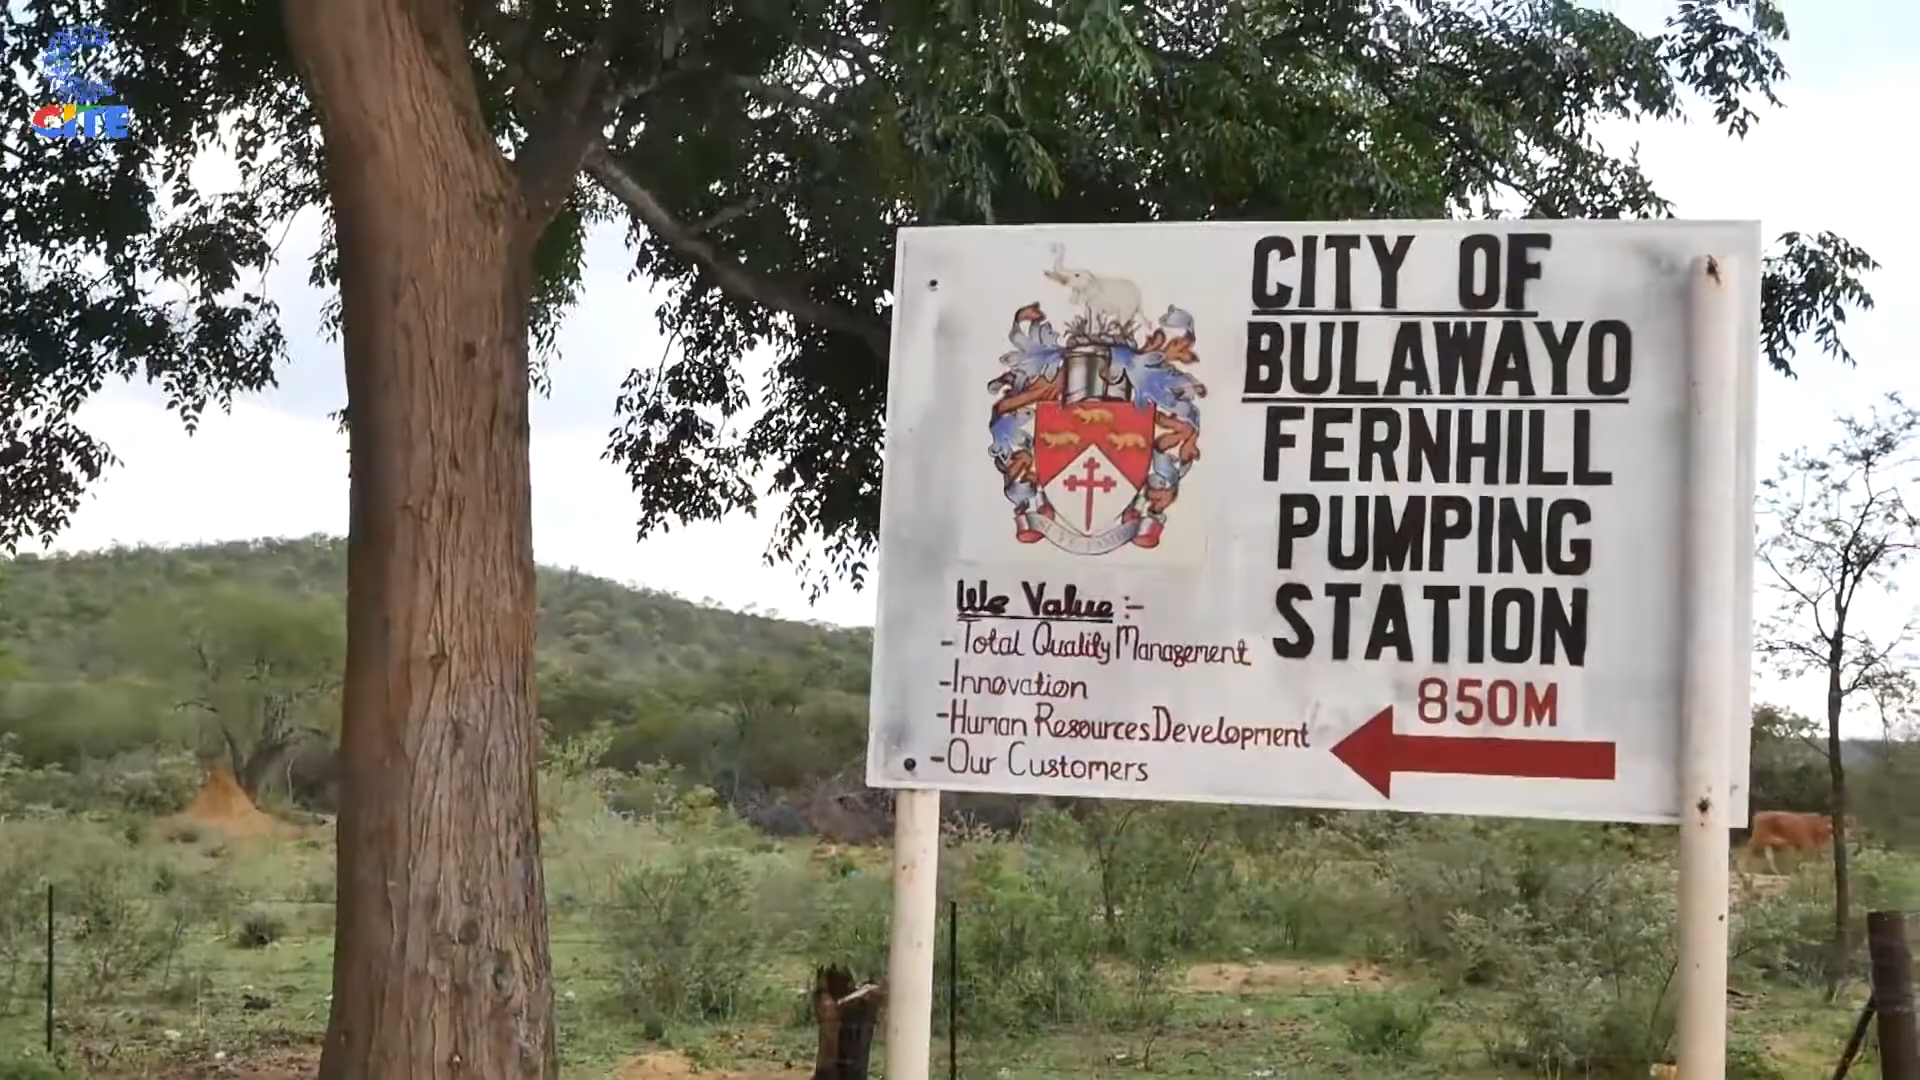 CITE
CITY OF
BULAWAYO
FERNHILL
PUMPING
STATION
850M
We Value :-
- Total Quality Management
- Innovation
- Human Resources Development
- Our Customers